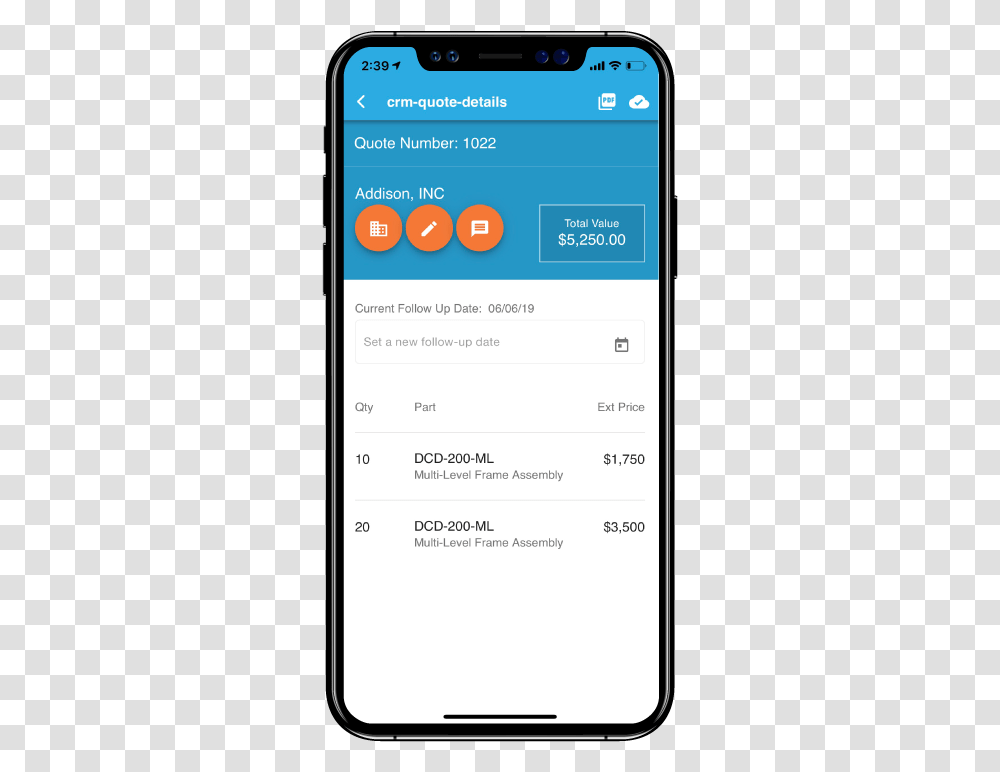 2:39
crm-quote-details
PDF
Quote Number: 1022
Addison, INC
Total Value
$5,250.00
Current Follow Up Date: 06/06/19
Set a new follow-up date
Qty Part Ext Price
10 DCD-200-ML $1,750
Multi-Level Frame Assembly
20 DCD-200-ML $3,500
Multi-Level Frame Assembly